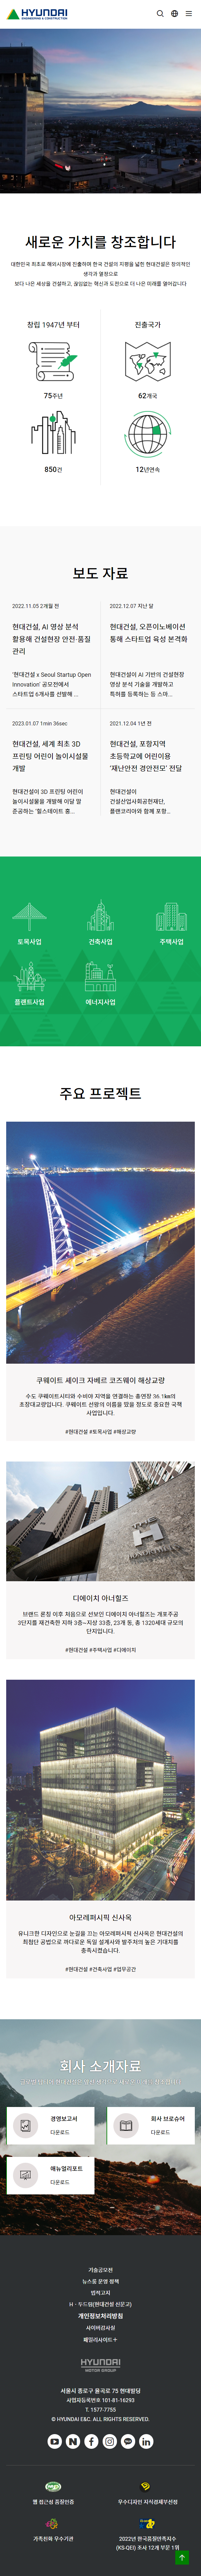 HYUNDAI
ENGINEERING & CONSTRUCTION
새로운 가치를 창조합니다
대한민국 최초로 해외시장에 진출하여 한국 건설의 지평을 넓힌 현대건설은 창의적인
생각과 열정으로
보다 나은 세상을 건설하고, 끊임없는 혁신과 도전으로 더 나은 미래를 열어갑니다
창립 1947년 부터
75주년
진출국가
62개국
850건
12년연속
보도 자료
2022.11.05 2개월 전
현대건설, AI 영상 분석
활용해 건설현장 안전·품질
관리
'현대건설 x Seoul Startup Open
Innovation' 공모전에서
스타트업 6개사를 선발해 ...
2022.12.07 지난 달
현대건설, 오픈이노베이션
통해 스타트업 육성 본격화
현대건설이 AI 기반의 건설현장
영상 분석 기술을 개발하고
특허를 등록하는 등 스마...
2023.01.07 1min 36sec
현대건설, 세계 최초 3D
프린팅 어린이 놀이시설물
개발
현대건설이 3D 프린팅 어린이
놀이시설물을 개발해 이달 말
준공하는 '힐스테이트 흥...
2021.12.04 1년 전
현대건설, 포항지역
초등학교에 어린이용
'재난안전 경안전모' 전달
현대건설이
건설산업사회공헌재단,
플랜코리아와 함께 포항...
토목사업
건축사업
주택사업
플랜트사업
에너지사업
주요 프로젝트
쿠웨이트 셰이크 자베르 코즈웨이 해상교량
수도 쿠웨이트시티와 수비야 지역을 연결하는 총연장 36.1㎞의
초장대교량입니다. 쿠웨이트 선왕의 이름을 땄을 정도로 중요한 국책
사업입니다.
#현대건설 #토목사업 #해상교량
디에이치 아너힐즈
브랜드 론칭 이후 처음으로 선보인 디에이치 아너힐즈는 개포주공
3단지를 재건축한 지하 3층~지상 33층, 23개 동, 총 1320세대 규모의
단지입니다.
#현대건설 #주택사업 #디에이치
아모레퍼시픽 신사옥
유니크한 디자인으로 눈길을 끄는 아모레퍼시픽 신사옥은 현대건설의
최첨단 공법으로 까다로운 독일 설계사와 발주처의 높은 기대치를
충족시켰습니다.
#현대건설 #건축사업 #업무공간
회사 소개자료
경영보고서
다운로드
회사 브로슈어
다운로드
애뉴얼리포트
다운로드
기술공모전
뉴스룸 운영 정책
법적고지
H · 두드림(현대건설 신문고)
개인정보처리방침
사이버감사실
패밀리사이트+
HYUNDAI
MOTOR GROUP
서울시 종로구 율곡로 75 현대빌딩
사업자등록번호 101-81-16293
T. 1577-7755
© HYUNDAI E&C. ALL RIGHTS RESERVED.
웹 접근성 품질인증
우수디자인 지식경제부선정
가족친화 우수기관
2022년 한국품질만족지수
(KS-QEI) 조사 12개 부문 1위